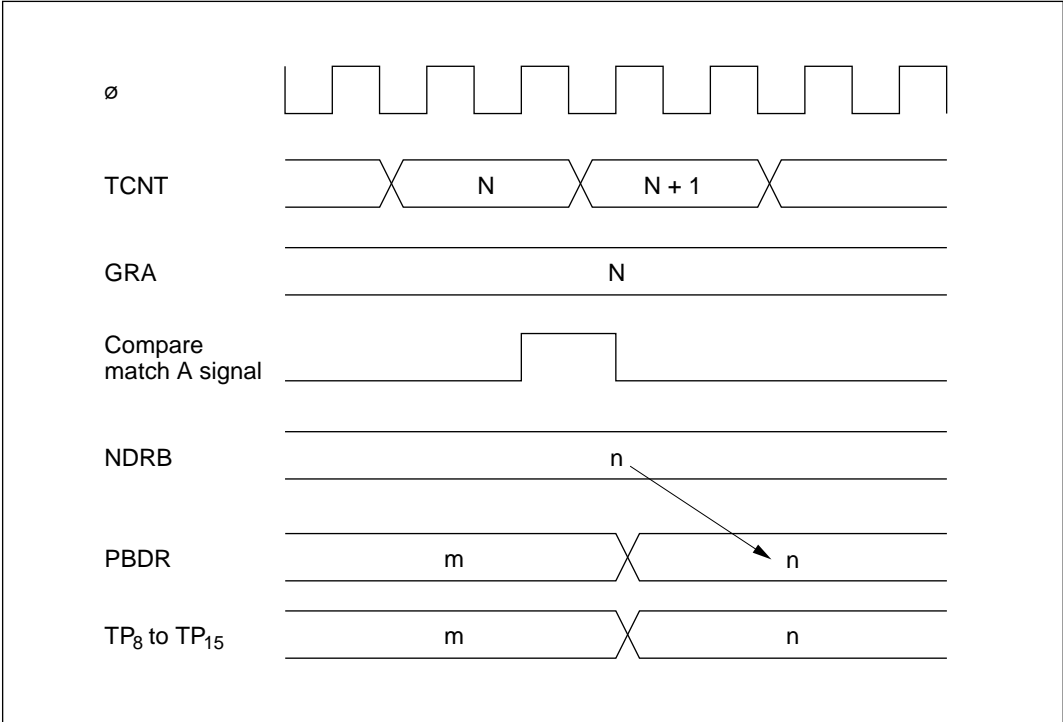 ø
TCNT N N + 1
GRA N
Compare
match A signal
NDRB n
PBDR m n
TP8 to TP15 m n